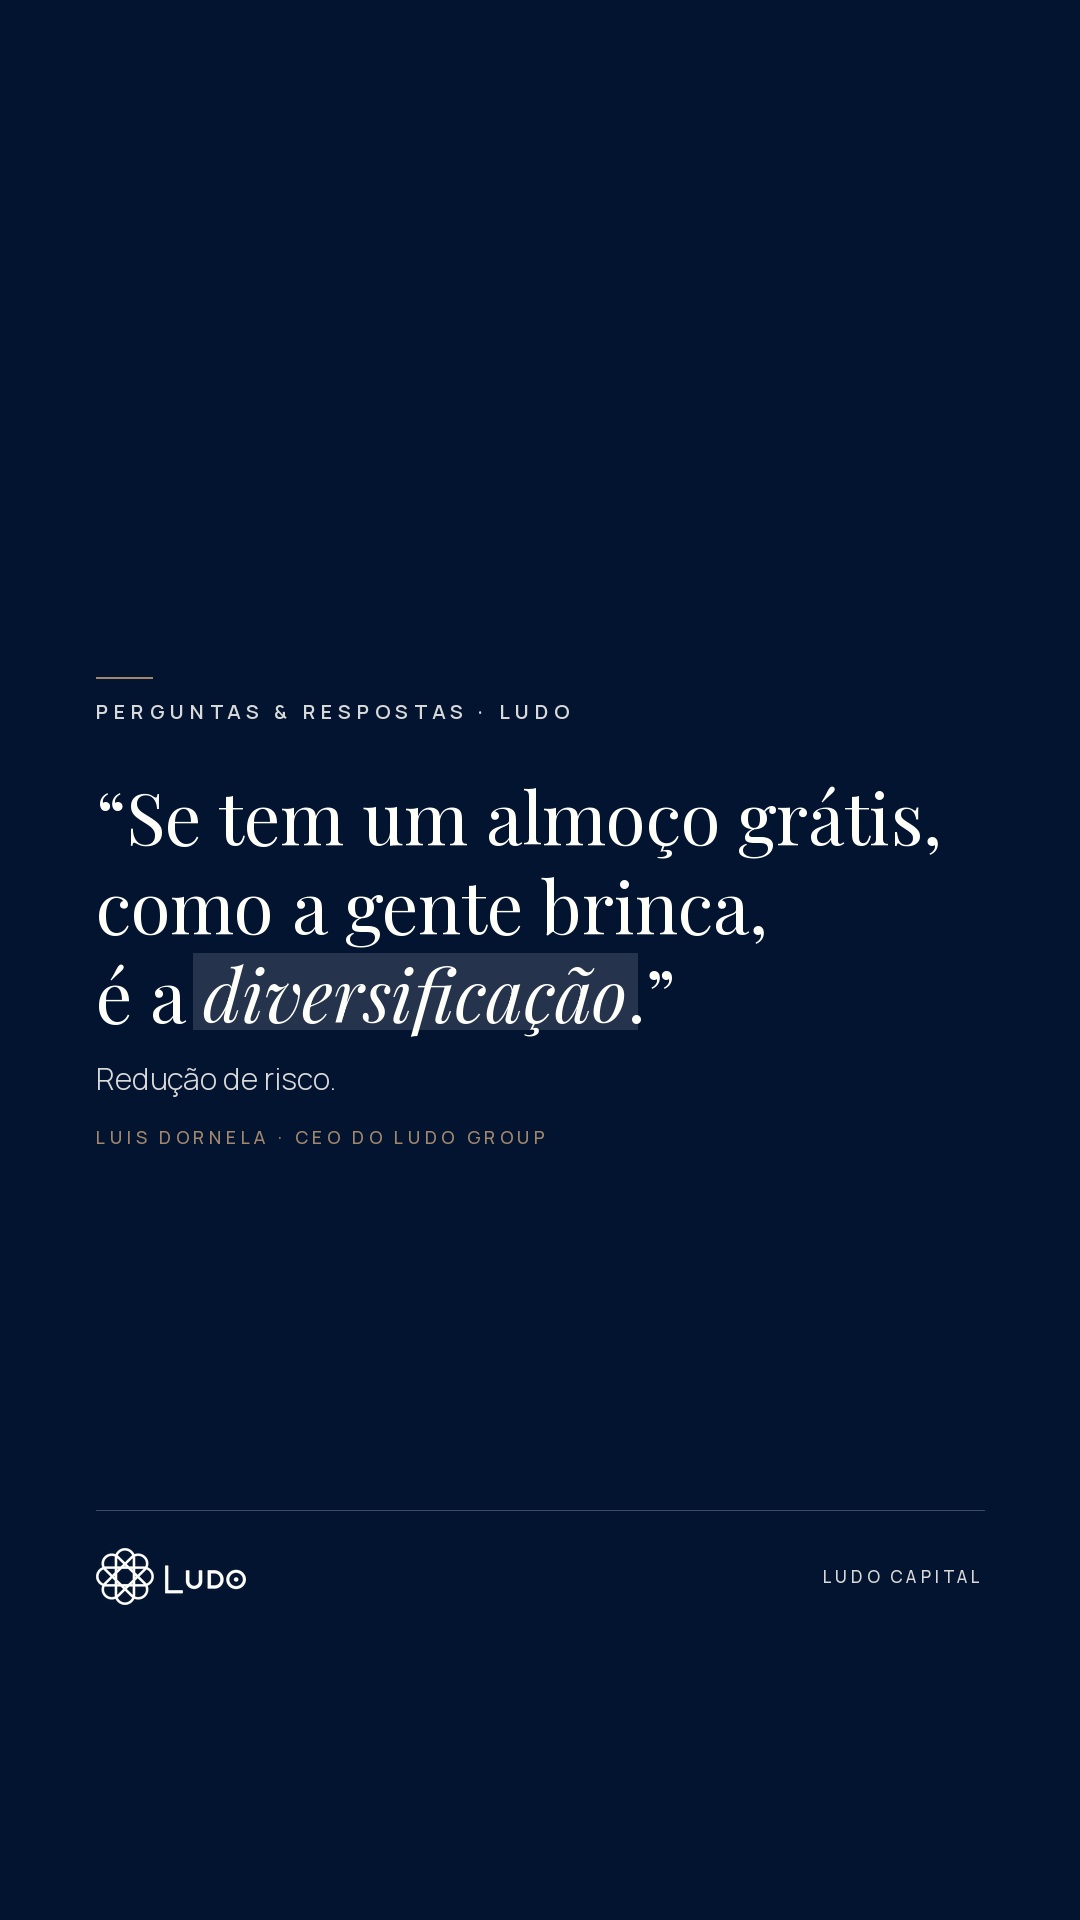 PERGUNTAS & RESPOSTAS · LUDO
“Se tem um almoço grátis,
como a gente brinca,
é a diversificação.”
Redução de risco.
LUIS DORNELA · CEO DO LUDO GROUP
LUDO
LUDO CAPITAL